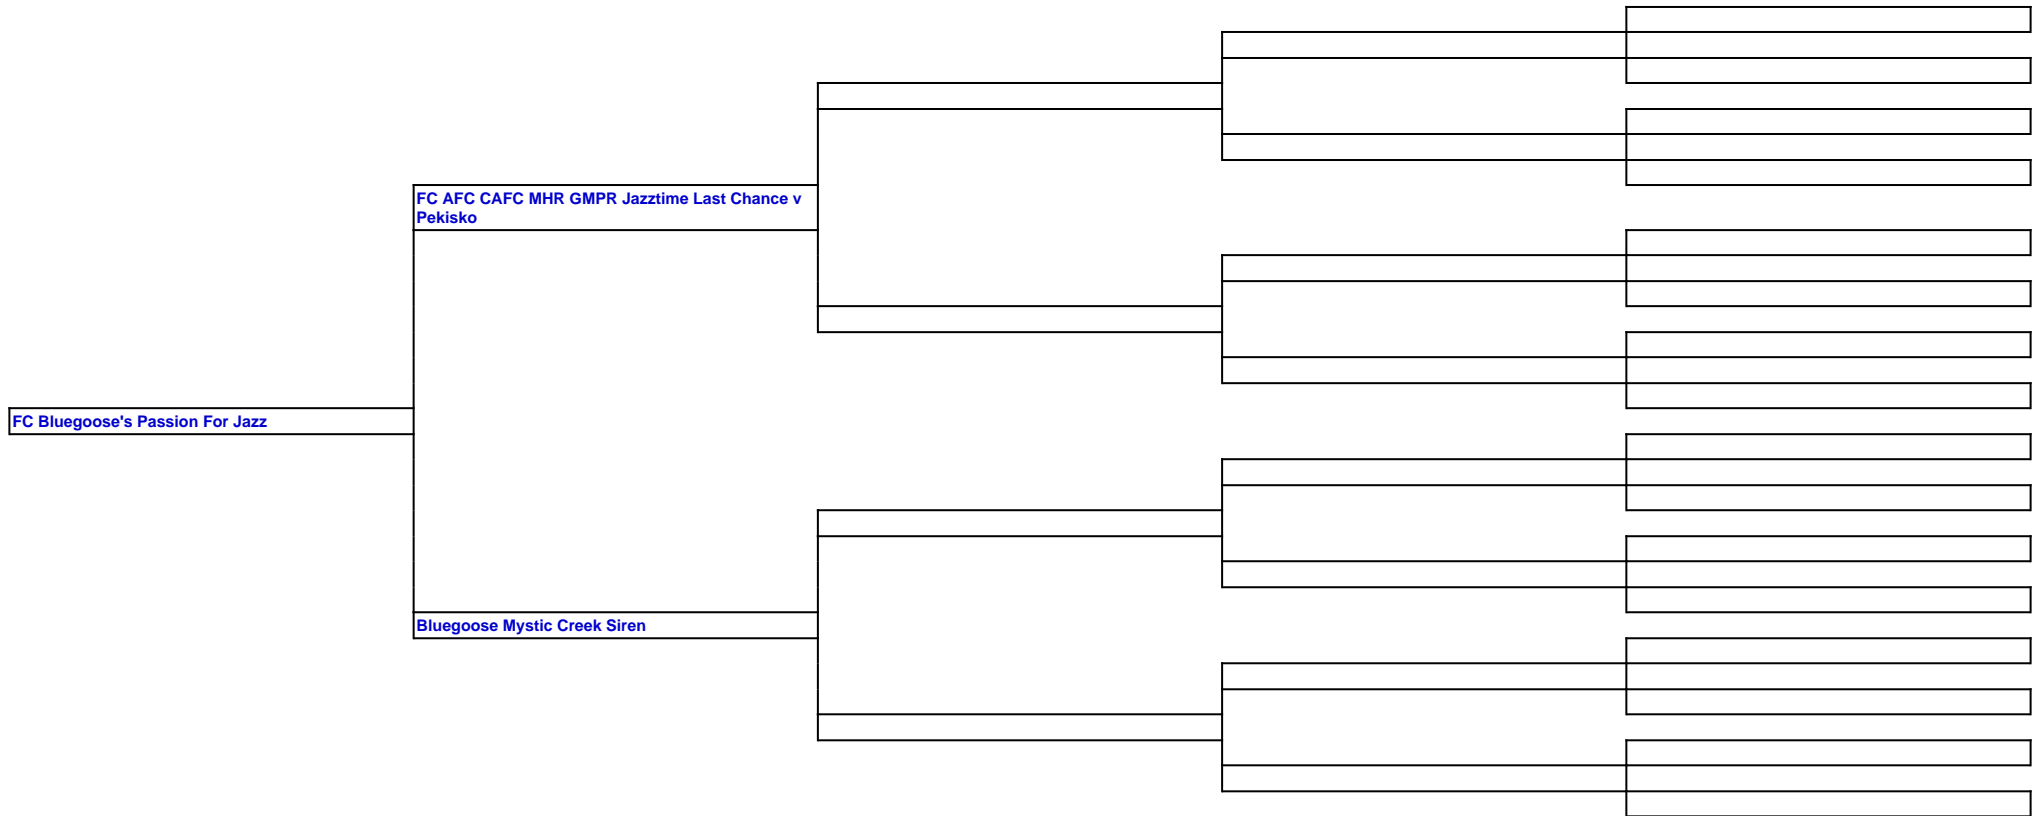 FC AFC CAFC MHR GMPR Jazztime Last Chance v
Pekisko
FC Bluegoose's Passion For Jazz
Bluegoose Mystic Creek Siren